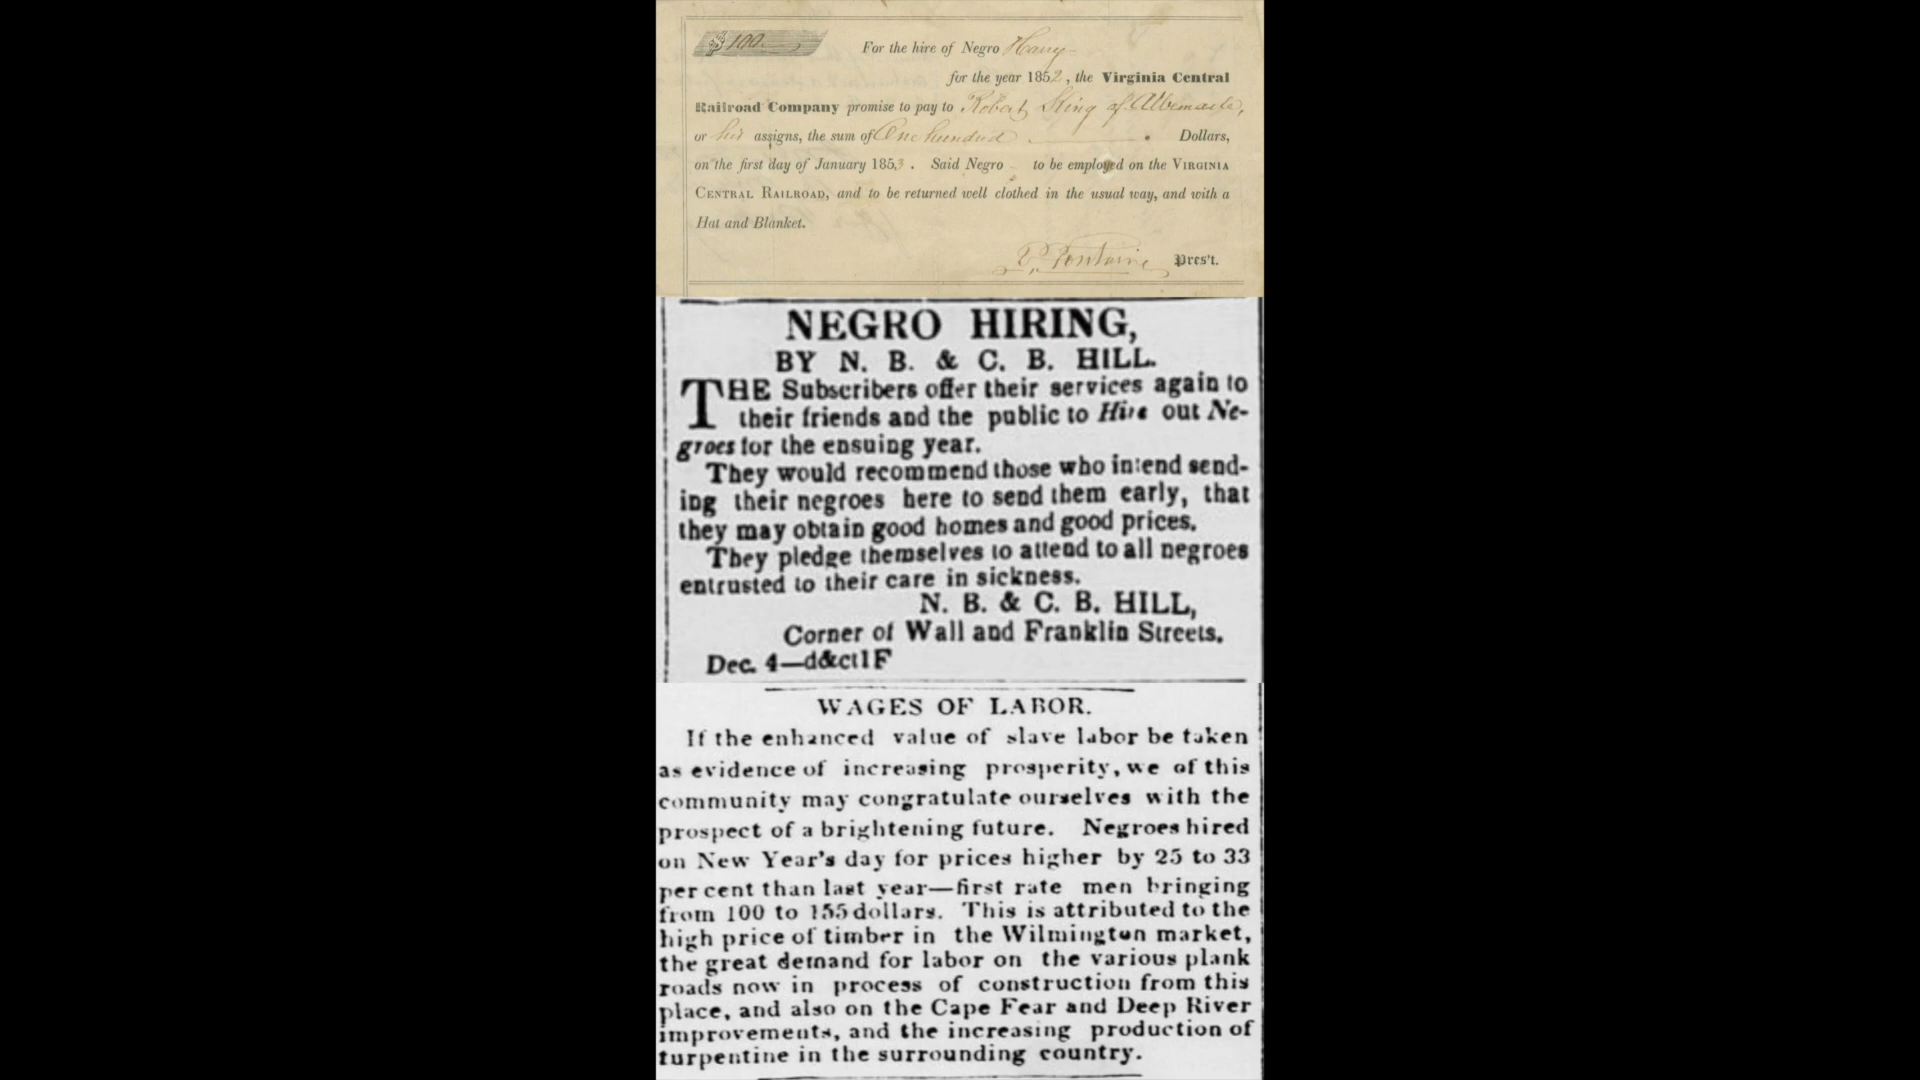 $ 100 For the hire of Negro Harry
for the year 1852, the Virginia Central
Railroad Company promise to pay to Robert King of Albemarle,
or his assigns, the sum of One hundred Dollars,
on the first day of January 1853. Said Negro to be employed on the VIRGINIA
CENTRAL RAILROAD, and to be returned well clothed in the usual way, and with a
Hat and Blanket.
Fontaine Pres't.
NEGRO HIRING,
BY N. B. & C. B. HILL.
THE Subscribers offer their services again to
their friends and the public to Hire out Ne-
groes for the ensuing year.
They would recommend those who intend send-
ing their negroes here to send them early, that
they may obtain good homes and good prices.
They pledge themselves to attend to all negroes
entrusted to their care in sickness.
N. B. & C. B. HILL,
Corner of Wall and Franklin Streets.
Dec. 4—d&ct1F
WAGES OF LABOR.
If the enhanced value of slave labor be taken
as evidence of increasing prosperity, we of this
community may congratulate ourselves with the
prospect of a brightening future. Negroes hired
on New Year's day for prices higher by 25 to 33
per cent than last year—first rate men bringing
from 100 to 155 dollars. This is attributed to the
high price of timber in the Wilmington market,
the great demand for labor on the various plank
roads now in process of construction from this
place, and also on the Cape Fear and Deep River
improvements, and the increasing production of
turpentine in the surrounding country.